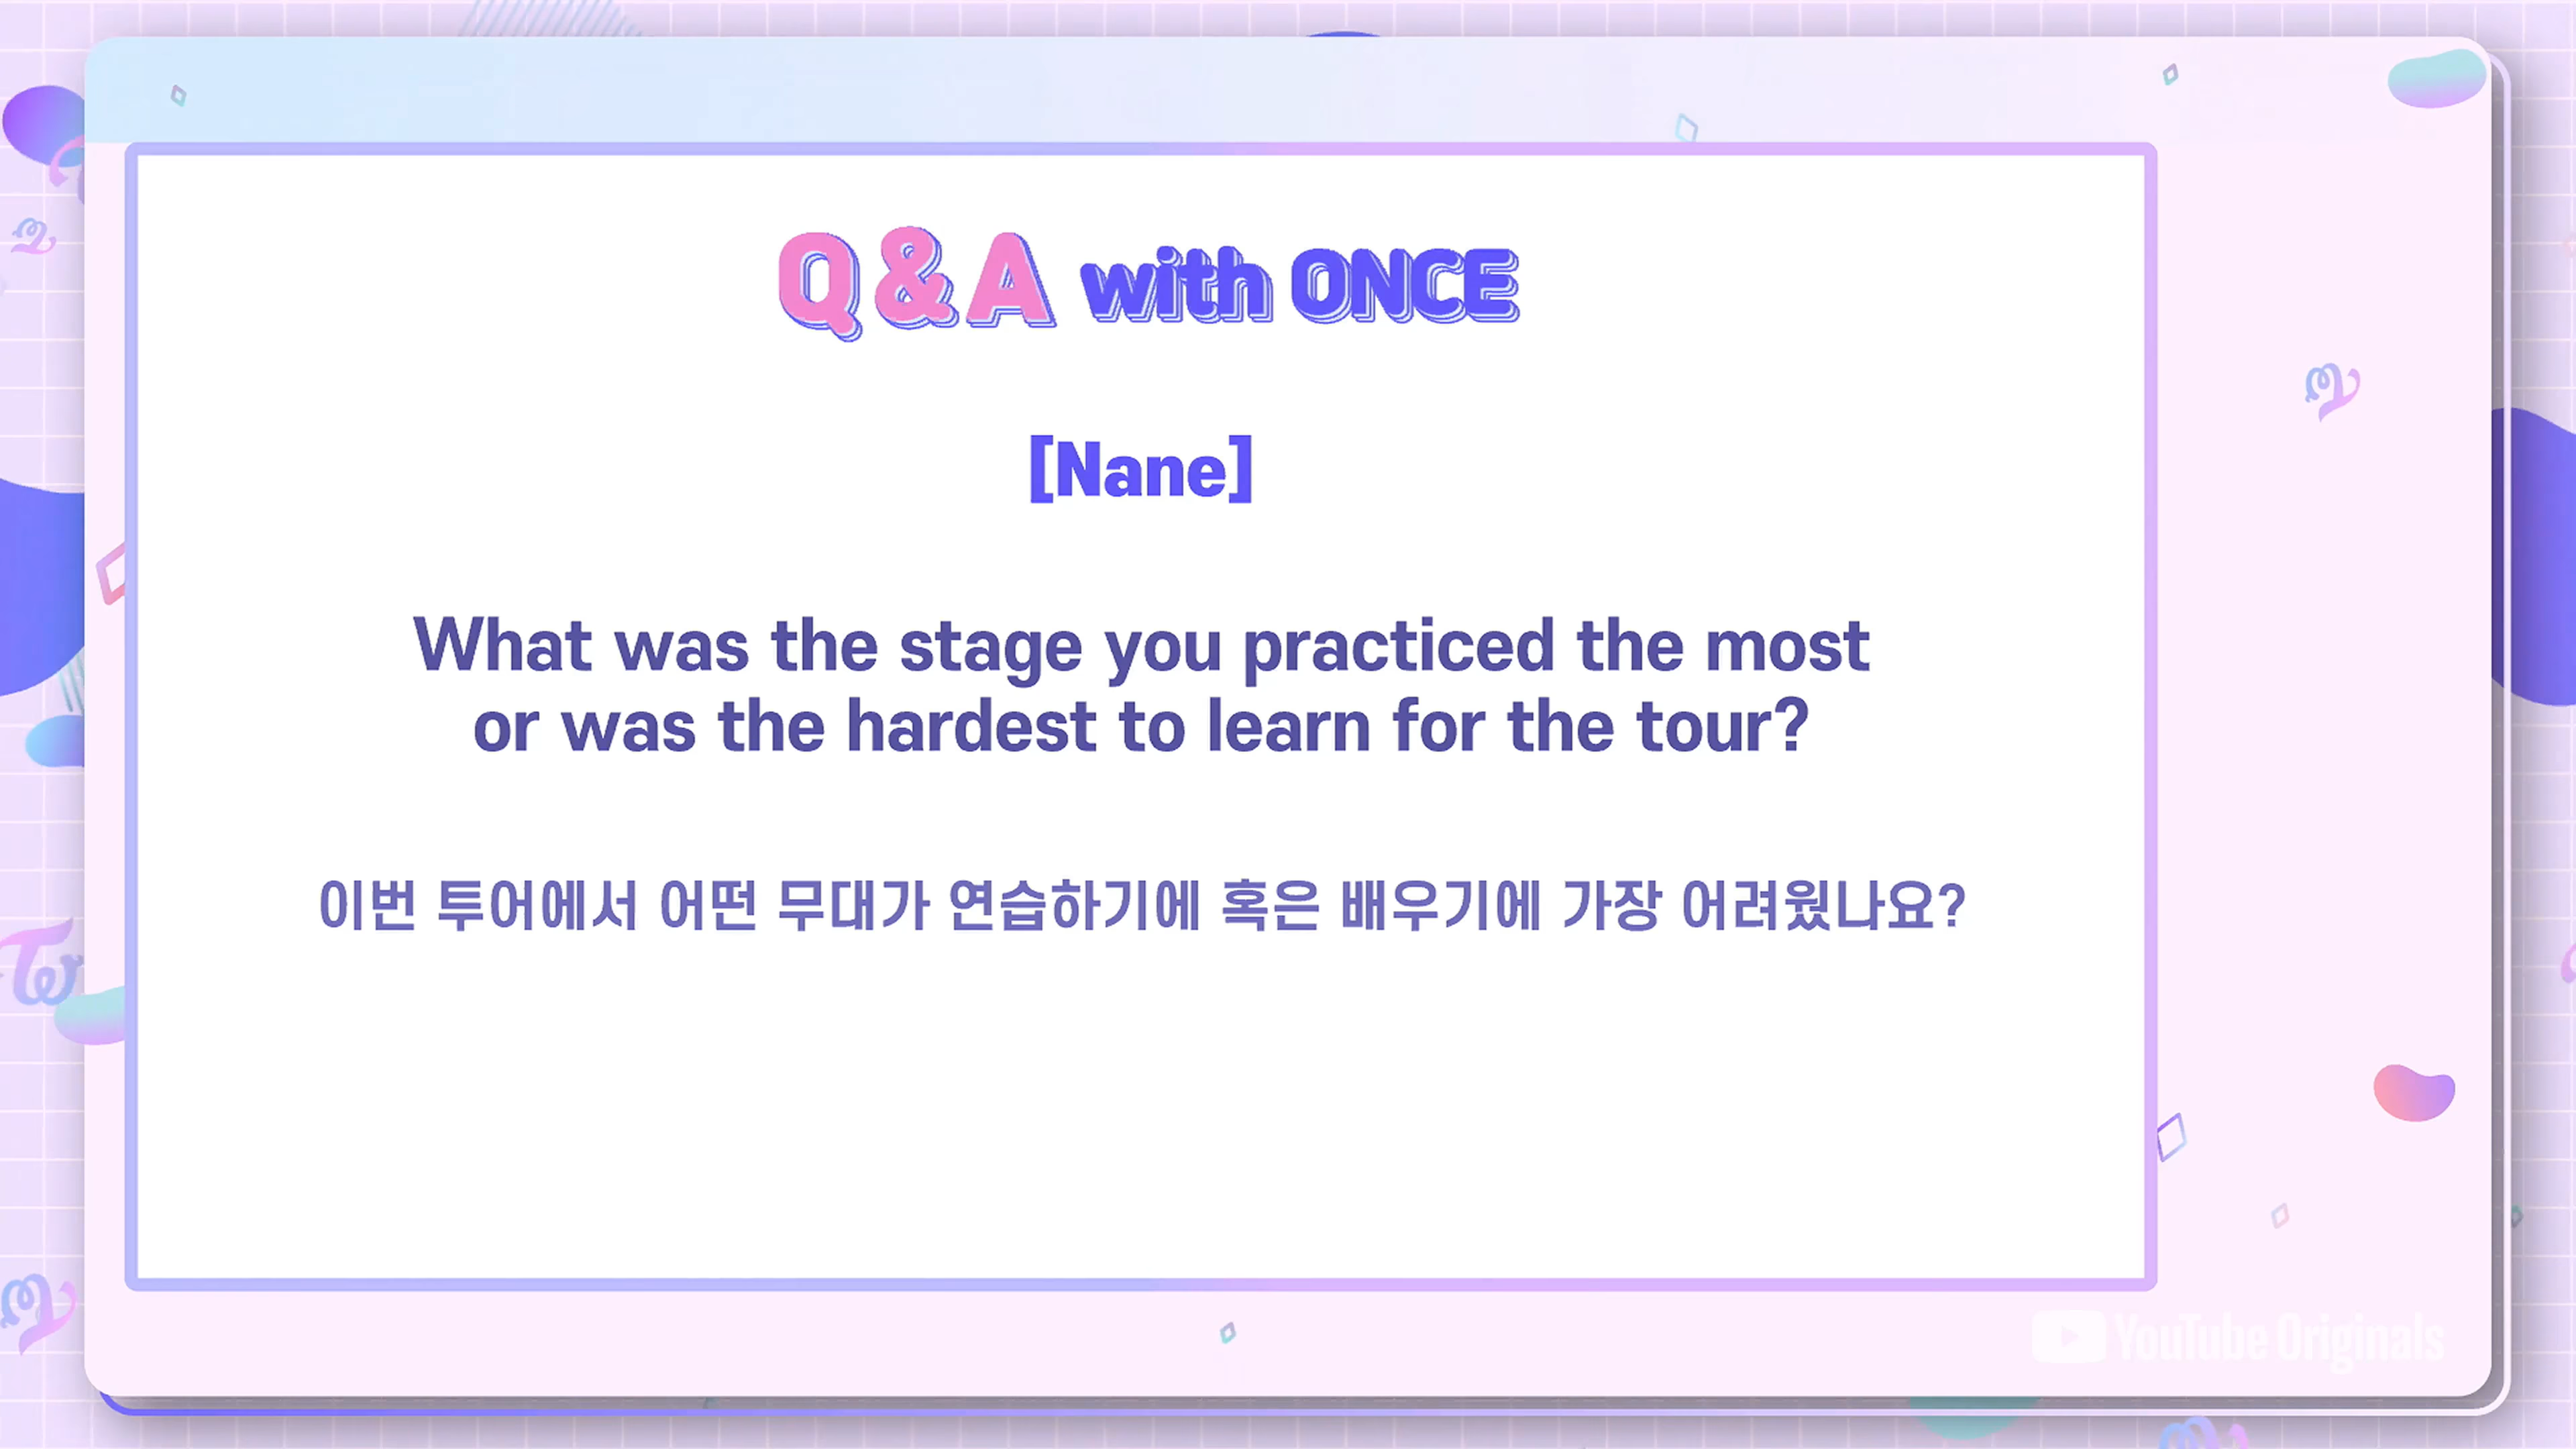 Q & A with ONCE
[Nane]
What was the stage you practiced the most
or was the hardest to learn for the tour?
이번 투어에서 어떤 무대가 연습하기에 혹은 배우기에 가장 어려웠나요?
YouTube Originals